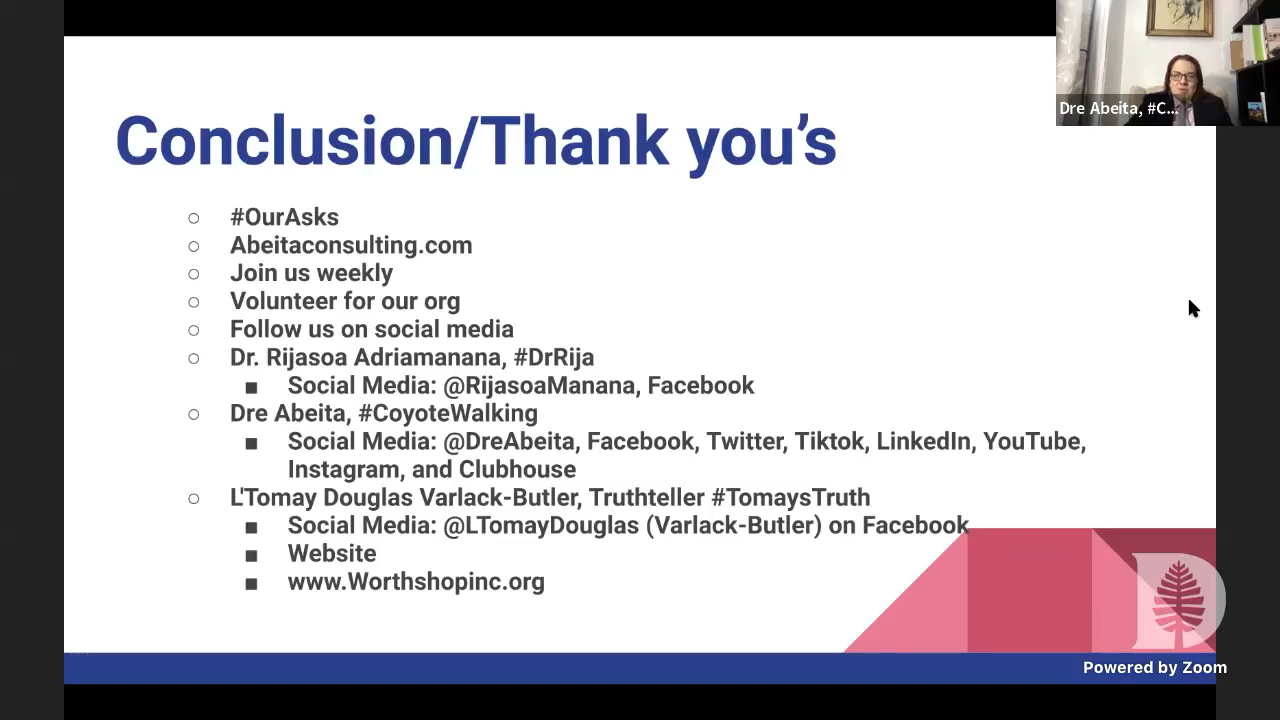 Dre Abeita, #C...
Conclusion/Thank you's
#OurAsks
Abeitaconsulting.com
Join us weekly
Volunteer for our org
Follow us on social media
Dr. Rijasoa Adriamanana, #DrRija
Social Media: @RijasoaManana, Facebook
Dre Abeita, #CoyoteWalking
Social Media: @DreAbeita, Facebook, Twitter, Tiktok, LinkedIn, YouTube,
Instagram, and Clubhouse
L'Tomay Douglas Varlack-Butler, Truthteller #TomaysTruth
Social Media: @LTomayDouglas (Varlack-Butler) on Facebook
Website
www.Worthshopinc.org
D
Powered by Zoom